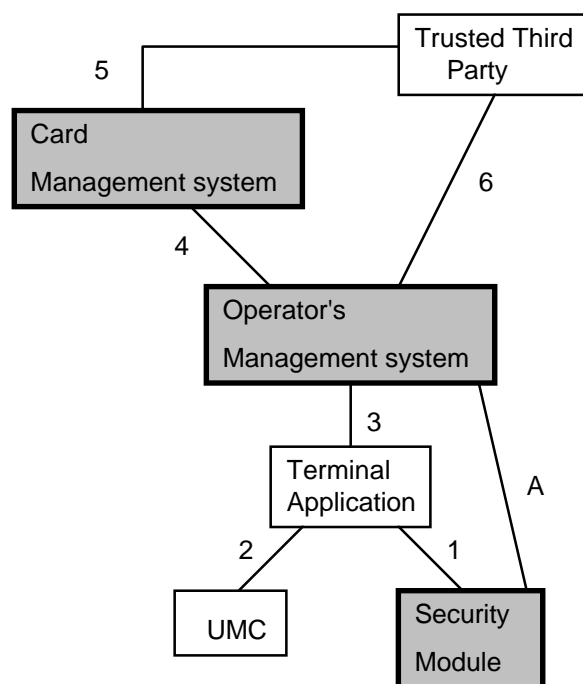 Trusted Third
Party
5
Card
Management system
6
4
Operator's
Management system
3
Terminal
Application
A
2
1
UMC
Security
Module